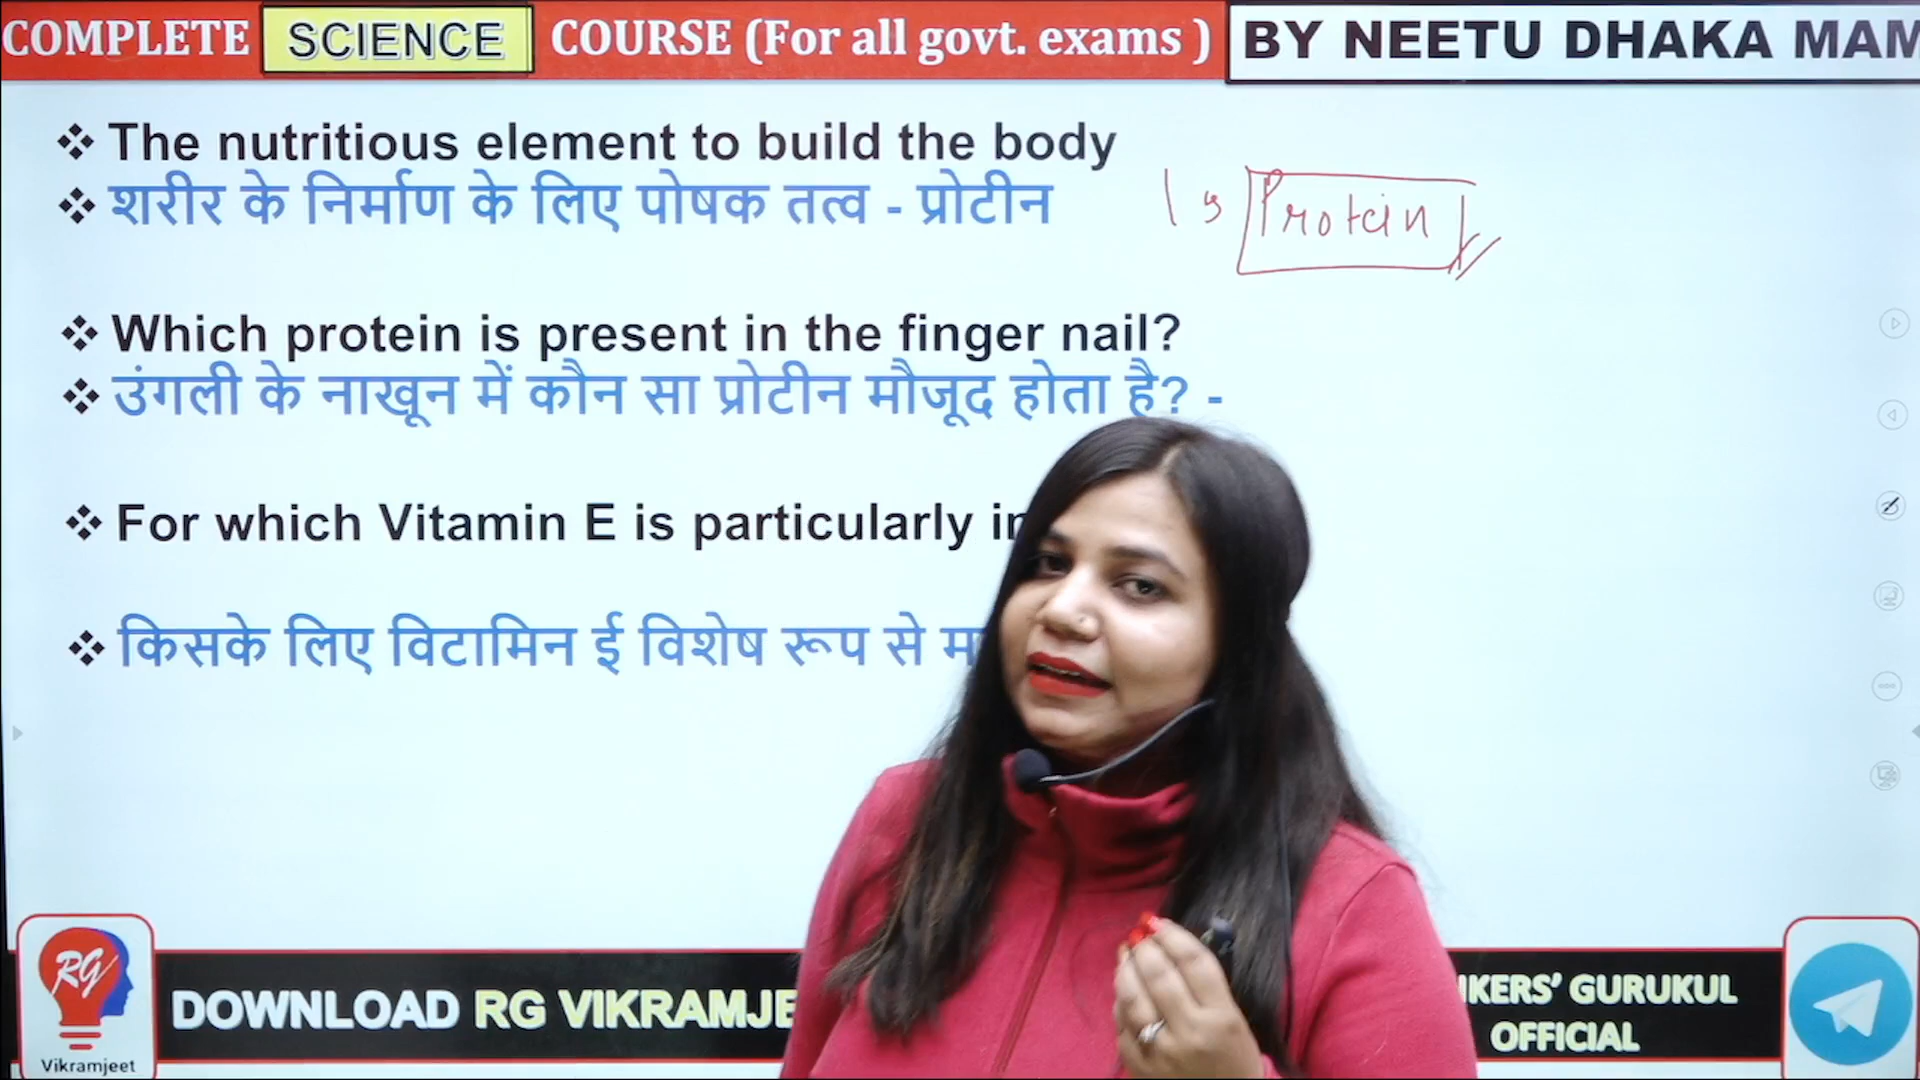 COMPLETE SCIENCE COURSE (For all govt. exams ) BY NEETU DHAKA MAM
❖ The nutritious element to build the body
❖ शरीर के निर्माण के लिए पोषक तत्व - प्रोटीन
Protein
❖ Which protein is present in the finger nail?
❖ उंगली के नाखून में कौन सा प्रोटीन मौजूद होता है? -
❖ For which Vitamin E is particularly
❖ किसके लिए विटामिन ई विशेष रूप से
RG
Vikramjeet
DOWNLOAD RG VIKRAMJE
GURUKUL
OFFICIAL